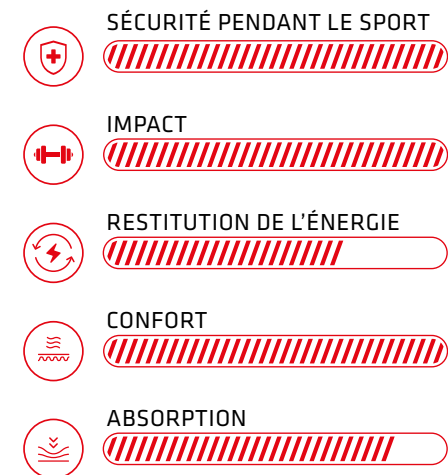 SÉCURITÉ PENDANT LE SPORT
IMPACT
RESTITUTION DE L’ÉNERGIE
CONFORT
ABSORPTION